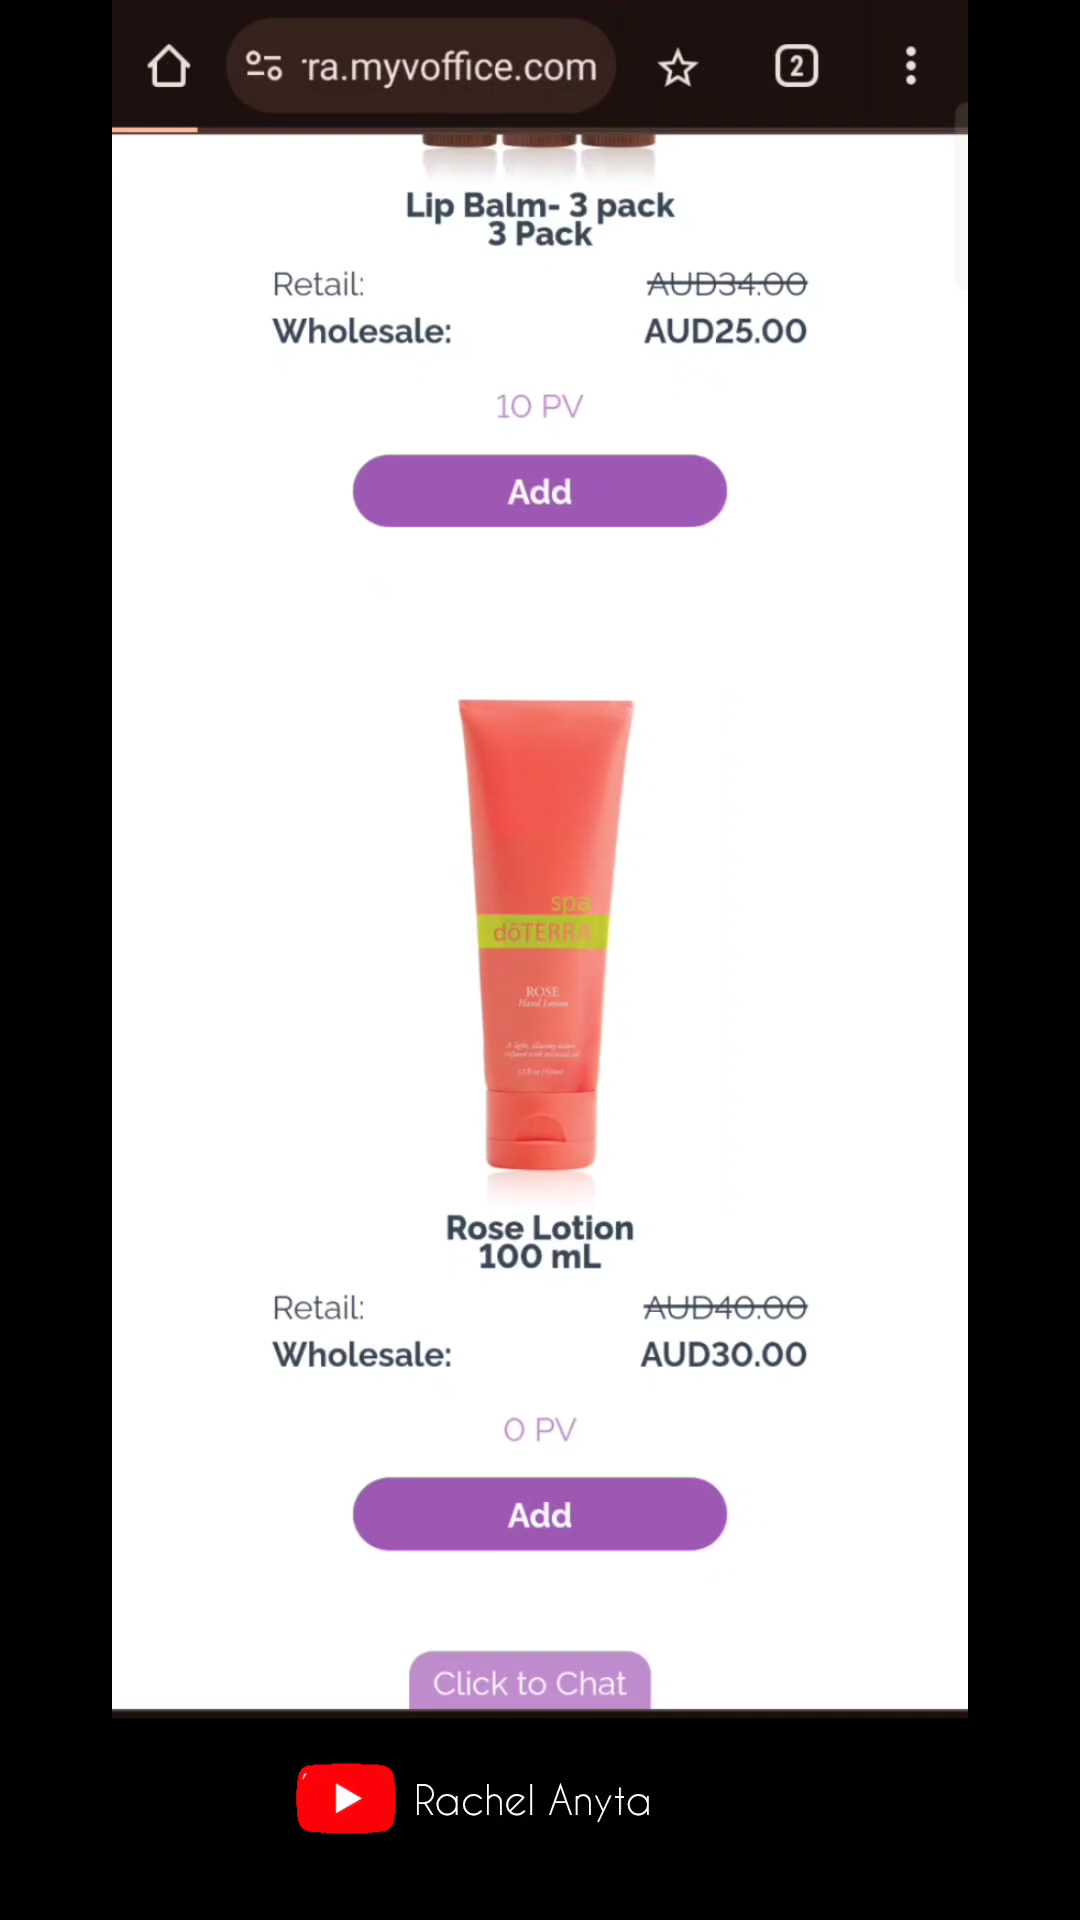 ra.myvoffice.com
2
Lip Balm- 3 pack
3 Pack
Retail: AUD34.00
Wholesale: AUD25.00
10 PV
Add
spa
dōTERRA
ROSE
Hand Lotion
Rose Lotion
100 mL
Retail: AUD40.00
Wholesale: AUD30.00
0 PV
Add
Click to Chat
Rachel Anyta